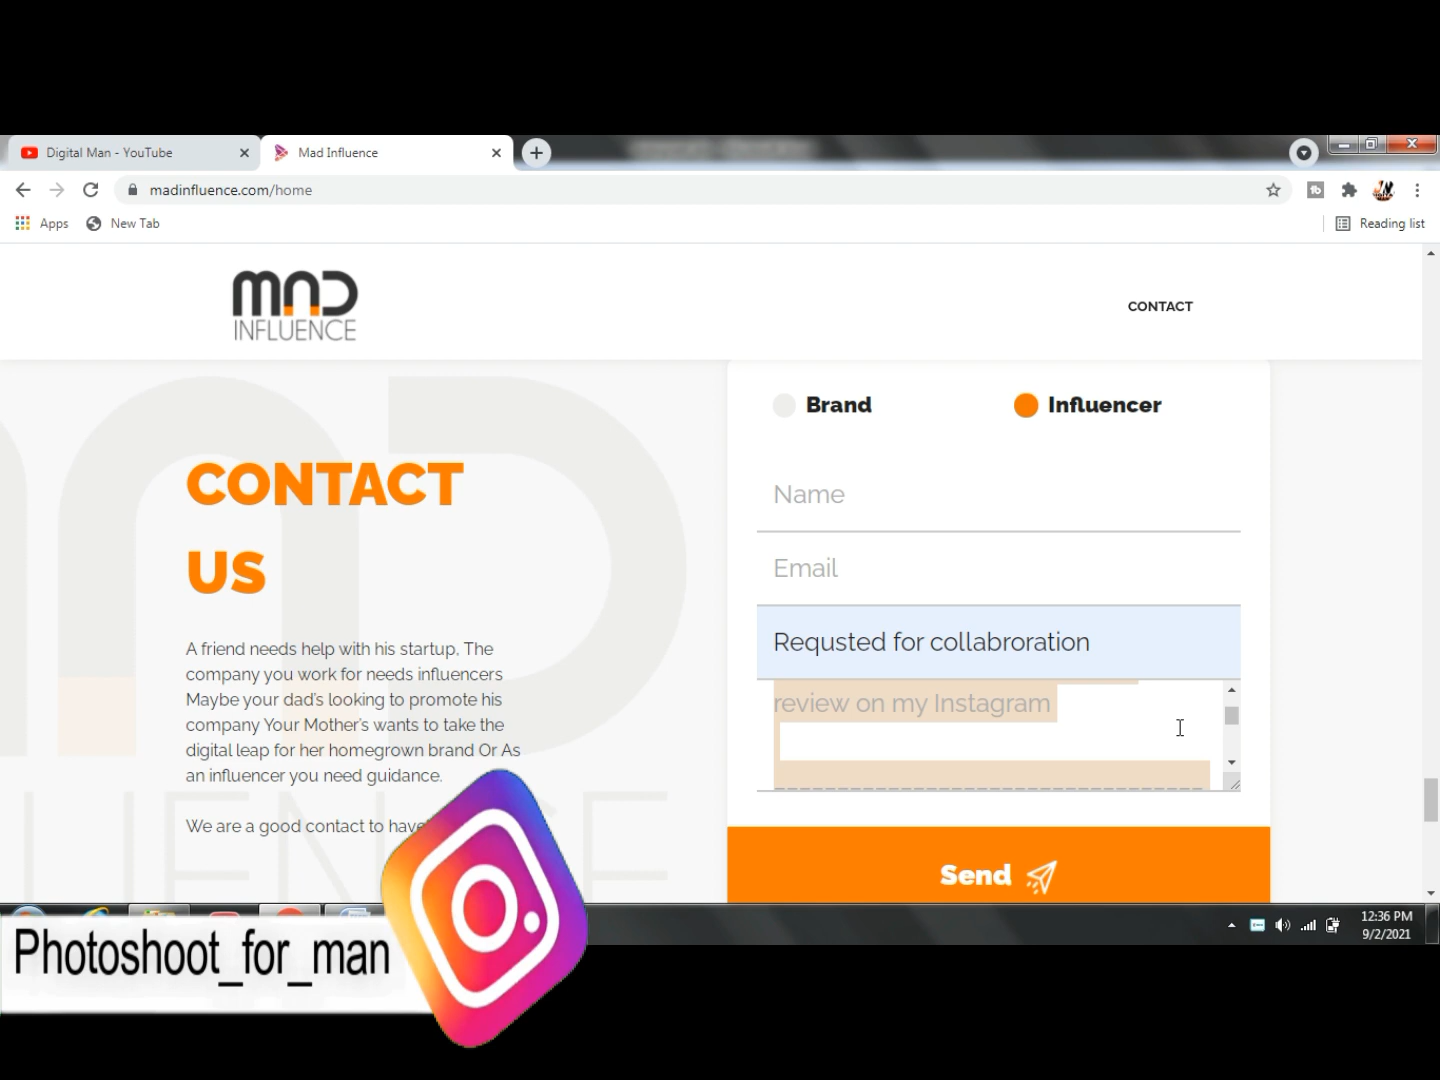 Digital Man - YouTube
Mad Influence
madinfluence.com/home
Apps
New Tab
Reading list
MAD
INFLUENCE
CONTACT
Brand
Influencer
CONTACT
US
Name
Email
Requsted for collabroration
review on my Instagram
A friend needs help with his startup, The
company you work for needs influencers
Maybe your dad's looking to promote his
company Your Mother's wants to take the
digital leap for her homegrown brand Or As
an influencer you need guidance.
We are a good contact to have
Send
Photoshoot_for_man
12:36 PM
9/2/2021